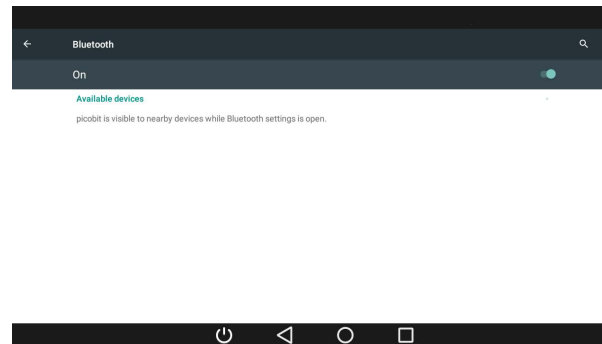 Bluetooth
On
Available devices
picobit is visible to nearby devices while Bluetooth settings is open.